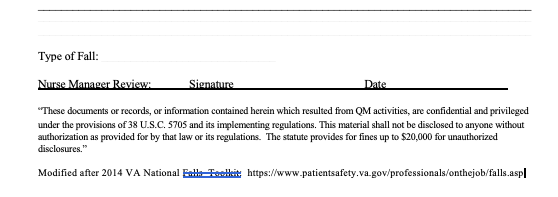 Type of Fall:
Nurse Manager Review: Signature Date
“These documents or records, or information contained herein which resulted from QM activities, are confidential and privileged
under the provisions of 38 U.S.C. 5705 and its implementing regulations. This material shall not be disclosed to anyone without
authorization as provided for by that law or its regulations. The statute provides for fines up to $20,000 for unauthorized
disclosures.”
Modified after 2014 VA National Falls Toolkit: https://www.patientsafety.va.gov/professionals/onthejob/falls.asp